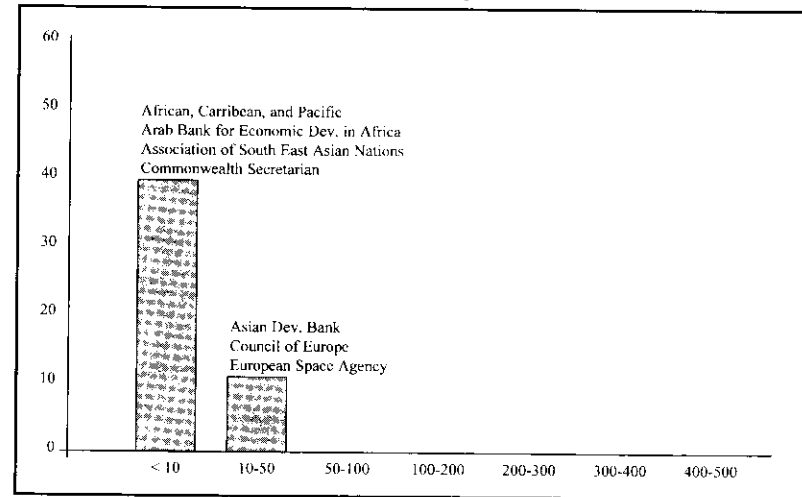 60
50
African, Carribean, and Pacific
Arab Bank for Economic Dev. in Africa
Association of South East Asian Nations
40
Commonwealth Secretarian
30
20
Asian Dev. Bank
Council of Europe
European Space Agency
10
0
< 10 10-50 50-100 100-200 200-300 300-400 400-500